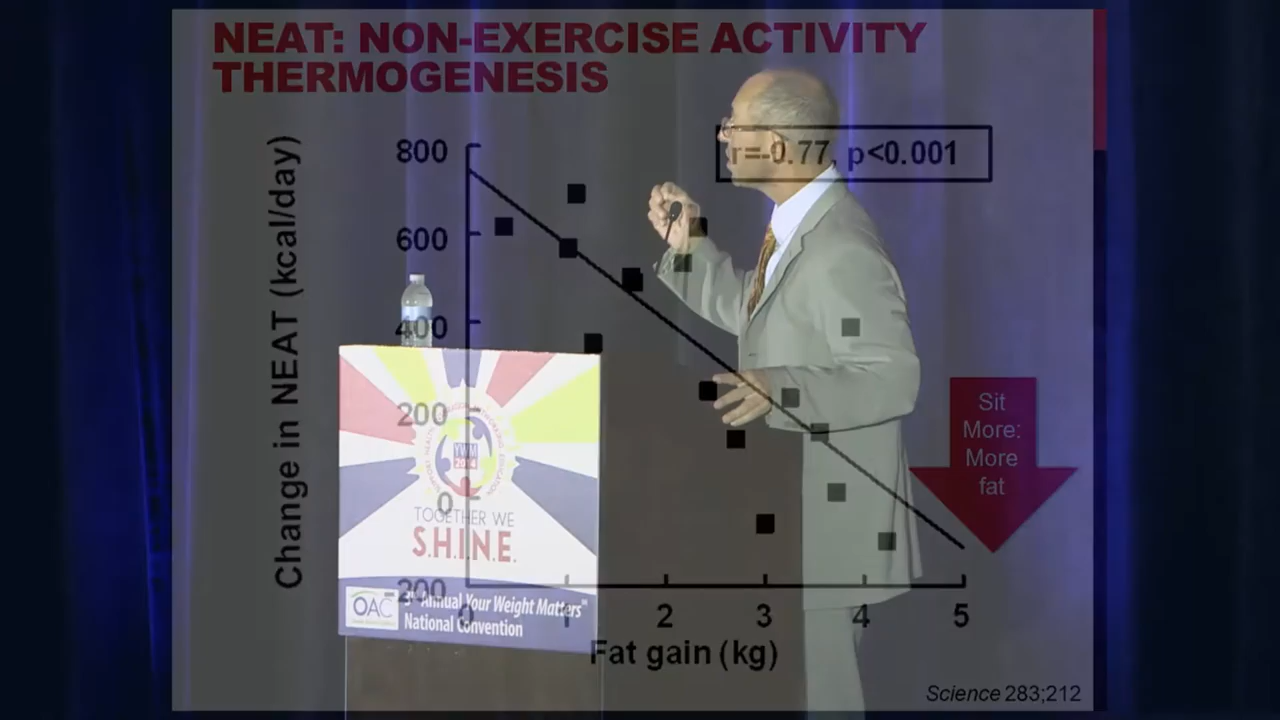 NEAT: NON-EXERCISE ACTIVITY
THERMOGENESIS
r=-0.77, p<0.001
800
600
400
200
0
-200
Change in NEAT (kcal/day)
0 1 2 3 4 5
Fat gain (kg)
Sit
More:
More
fat
Science 283;212
YWM
TOGETHER WE
S.H.I.N.E.
OAC
Annual Your Weight Matters
National Convention